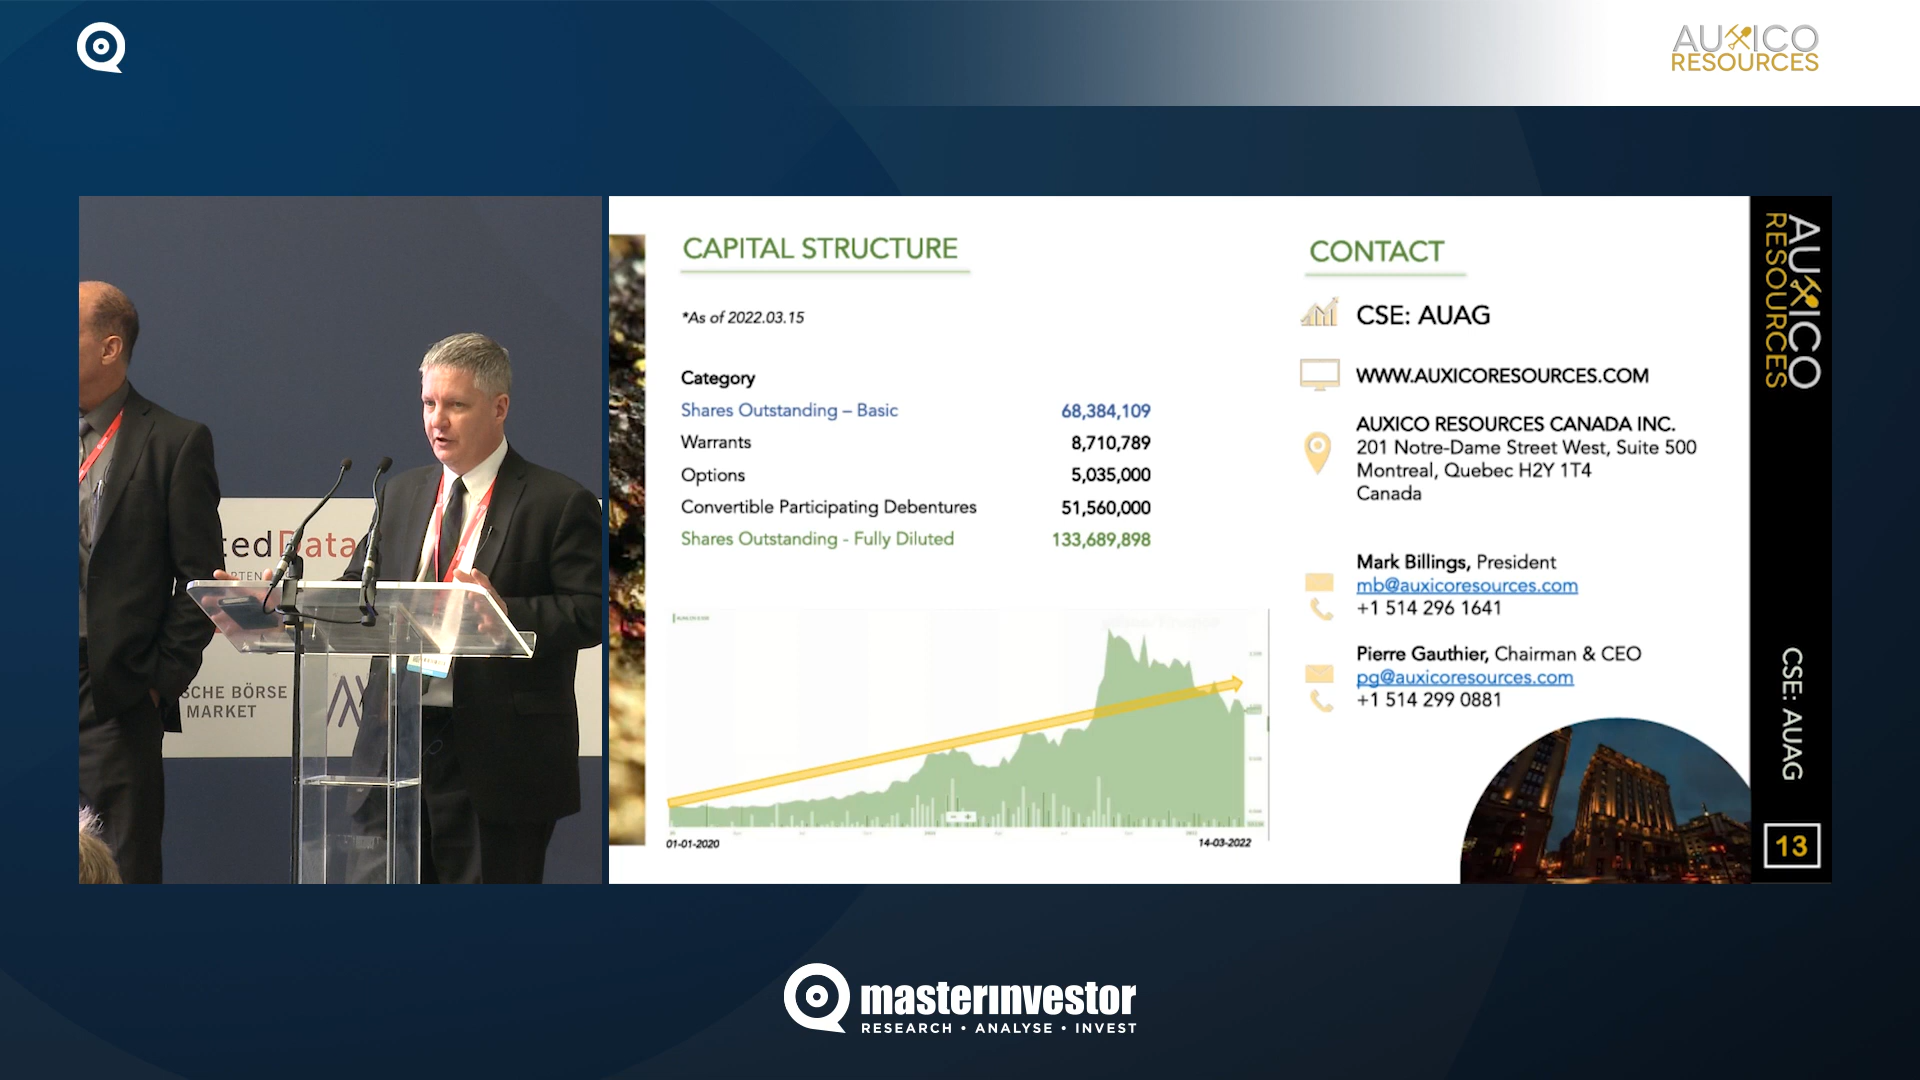 AUXICO
RESOURCES
CAPITAL STRUCTURE
*As of 2022.03.15
Category
Shares Outstanding – Basic 68,384,109
Warrants 8,710,789
Options 5,035,000
Convertible Participating Debentures 51,560,000
Shares Outstanding - Fully Diluted 133,689,898
01-01-2020
14-03-2022
CONTACT
CSE: AUAG
WWW.AUXICORESOURCES.COM
AUXICO RESOURCES CANADA INC.
201 Notre-Dame Street West, Suite 500
Montreal, Quebec H2Y 1T4
Canada
Mark Billings, President
mb@auxicoresources.com
+1 514 296 1641
Pierre Gauthier, Chairman & CEO
pg@auxicoresources.com
+1 514 299 0881
AUXICO
RESOURCES
CSE: AUAG
13
tedData
SCHE BÖRSE
MARKET
masterinvestor
RESEARCH • ANALYSE • INVEST